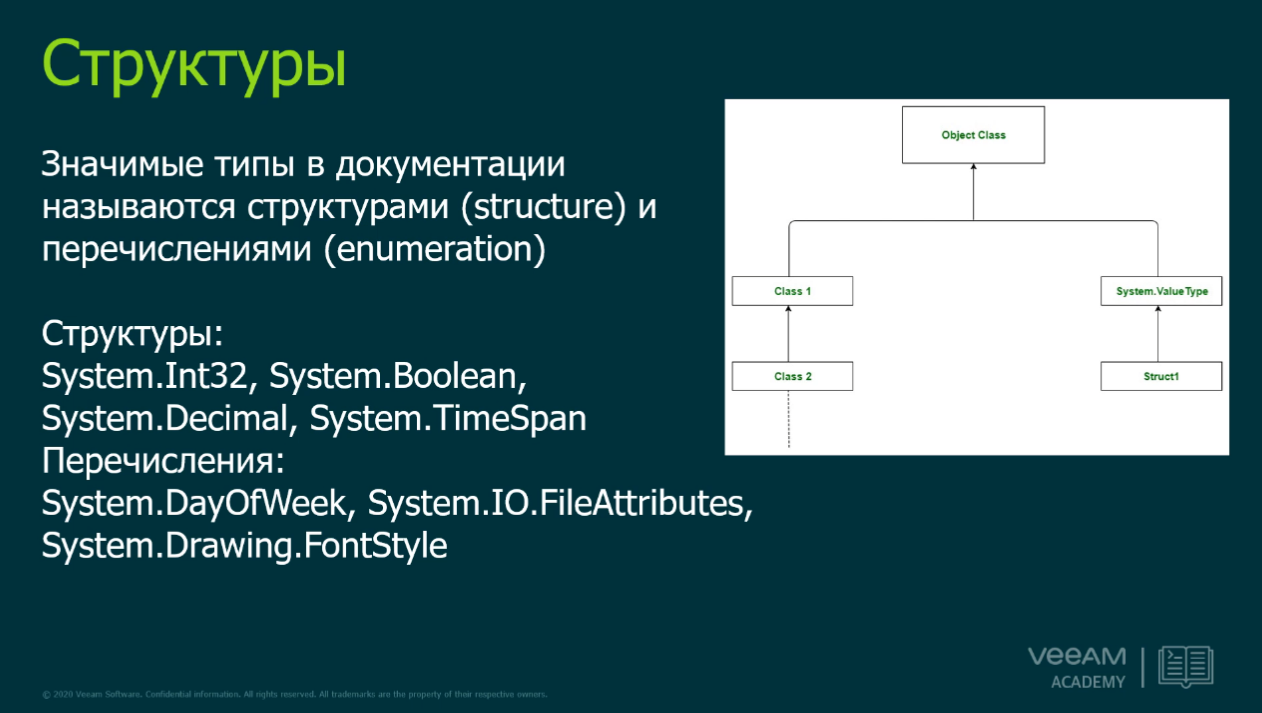 Структуры
Значимые типы в документации
называются структурами (structure) и
перечислениями (enumeration)
Структуры:
System.Int32, System.Boolean,
System.Decimal, System.TimeSpan
Перечисления:
System.DayOfWeek, System.IO.FileAttributes,
System.Drawing.FontStyle
Object Class
Class 1
System.ValueType
Class 2
Struct1
veeAM
ACADEMY
© 2020 Veeam Software. Confidential information. All rights reserved. All trademarks are the property of their respective owners.